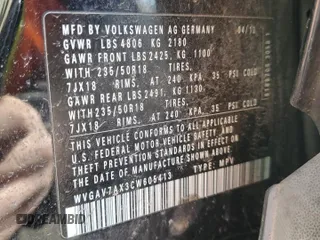 MFD BY VOLKSWAGEN AG GERMANY 04/12
GVWR LBS 4806 KG 2180
GAWR FRONT LBS 2425, KG 1100
WITH 235/50R18 TIRES,
7JX18 RIMS, AT 240 KPA, 35 PSI COLD
GAWR REAR LBS 2491, KG 1130
WITH 235/50R18 TIRES,
7JX18 RIMS, AT 240 KPA, 35 PSI COLD
THIS VEHICLE CONFORMS TO ALL APPLICABLE
U.S. FEDERAL MOTOR VEHICLE SAFETY AND
THEFT PREVENTION STANDARDS IN EFFECT ON THE
DATE OF MANUFACTURE SHOWN ABOVE.
WVGAV7AX3CW605413 TYPE: MPV